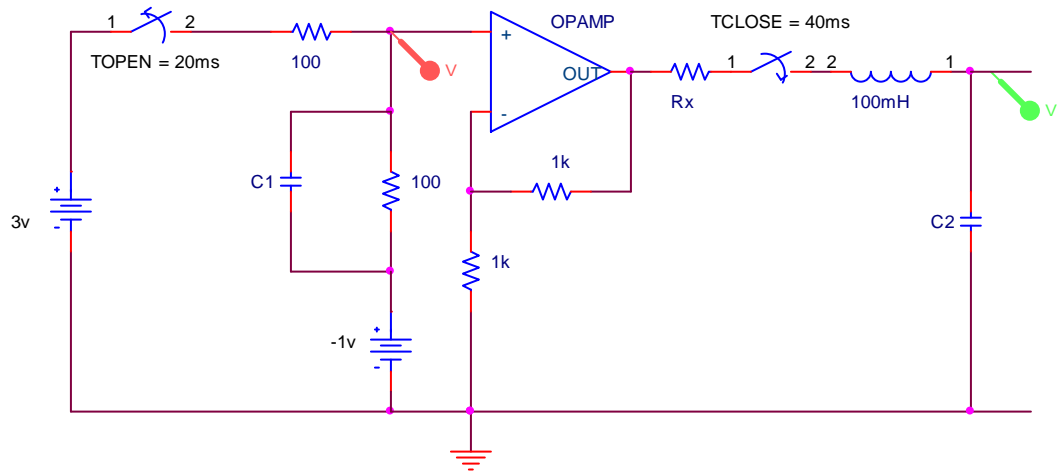 1
2
TOPEN = 20ms
100
V
OPAMP
+
OUT
-
TCLOSE = 40ms
1
2
2
1
Rx
100mH
V
1k
C1
100
+
3v
-
C2
1k
+
-1v
-